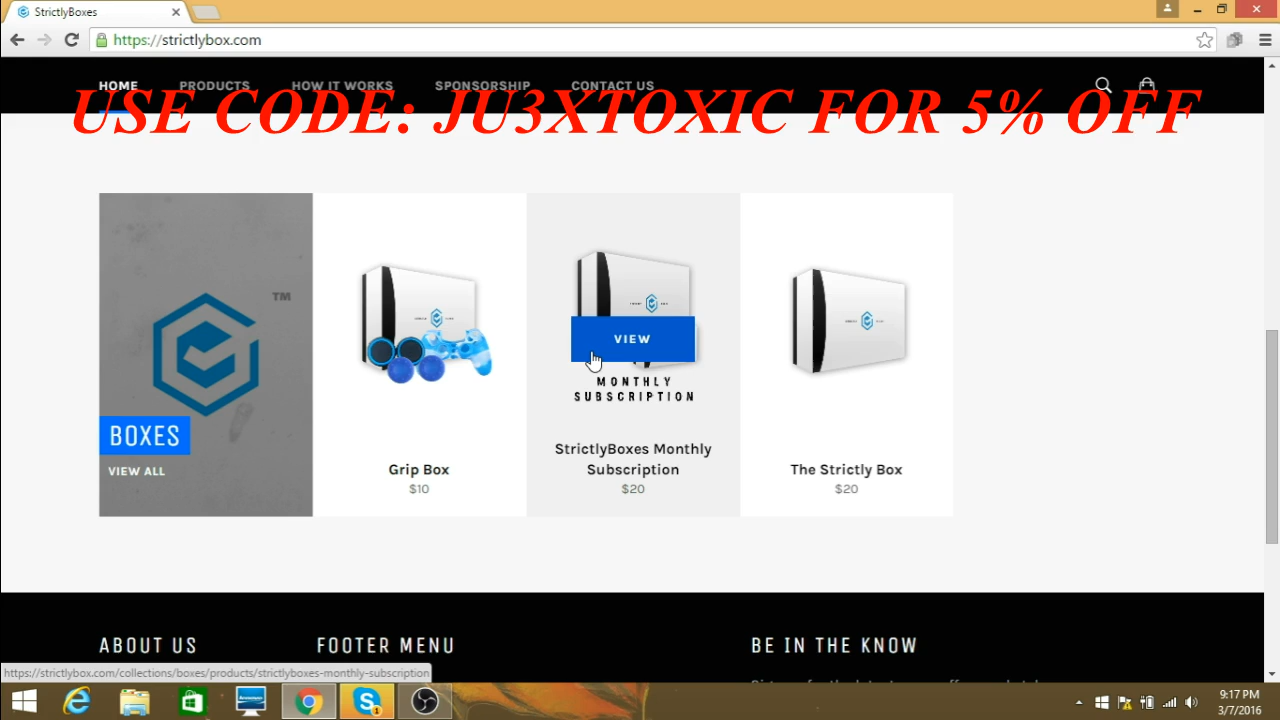 StrictlyBoxes
https://strictlybox.com
HOME PRODUCTS HOW IT WORKS SPONSORSHIP CONTACT US
USE CODE: JU3XTOXIC FOR 5% OFF
TM
BOXES
VIEW ALL
Grip Box
$10
VIEW
MONTHLY
SUBSCRIPTION
StrictlyBoxes Monthly
Subscription
$20
The Strictly Box
$20
ABOUT US
FOOTER MENU
BE IN THE KNOW
https://strictlybox.com/collections/boxes/products/strictlyboxes-monthly-subscription
9:17 PM
3/7/2016